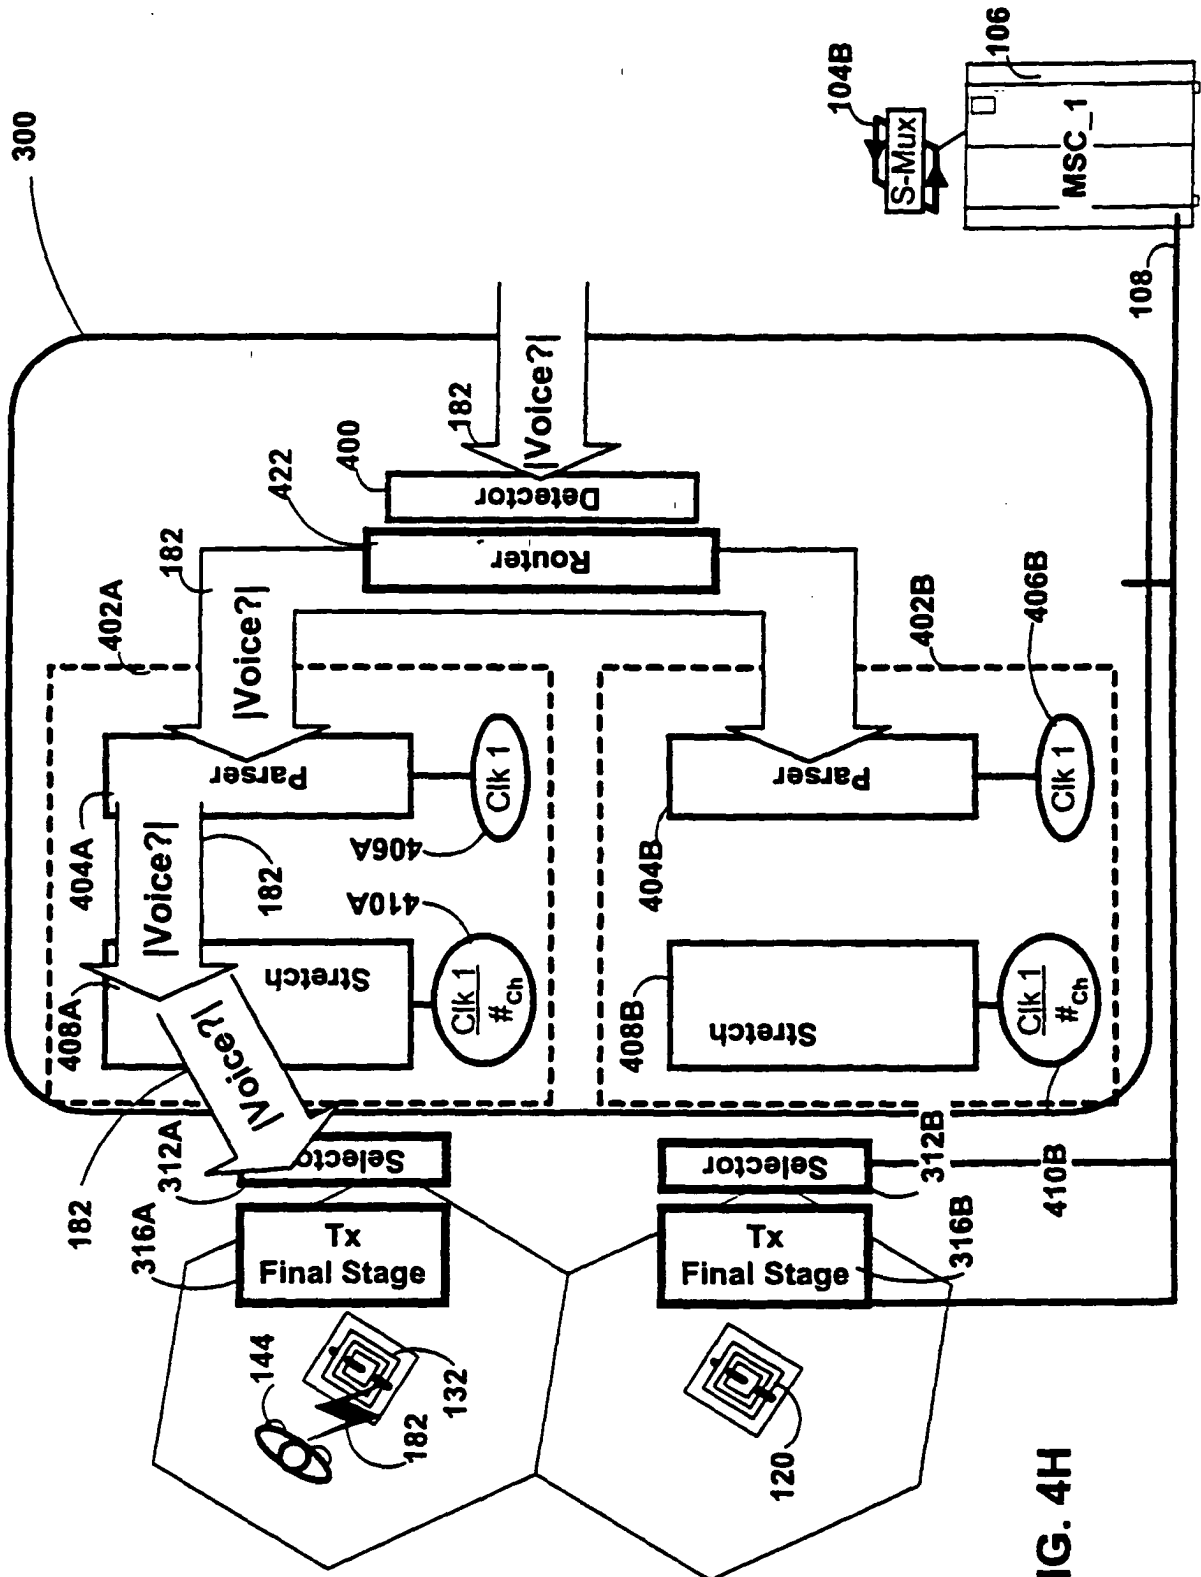 300
104B
S-Mux
106
MSC_1
108
|Voice?|
182
400
Detector
422
Router
182
|Voice?|
402A
402B
406B
Parser
404A
Clk 1
406A
Parser
404B
Clk 1
|Voice?|
182
410A
Stretch
408A
Clk 1
#Ch
Stretch
408B
Clk 1
#Ch
410B
|Voice?|
182
312A
Selector
312B
Selector
316A
Tx
Final Stage
316B
Tx
Final Stage
144
132
182
120
IG. 4H